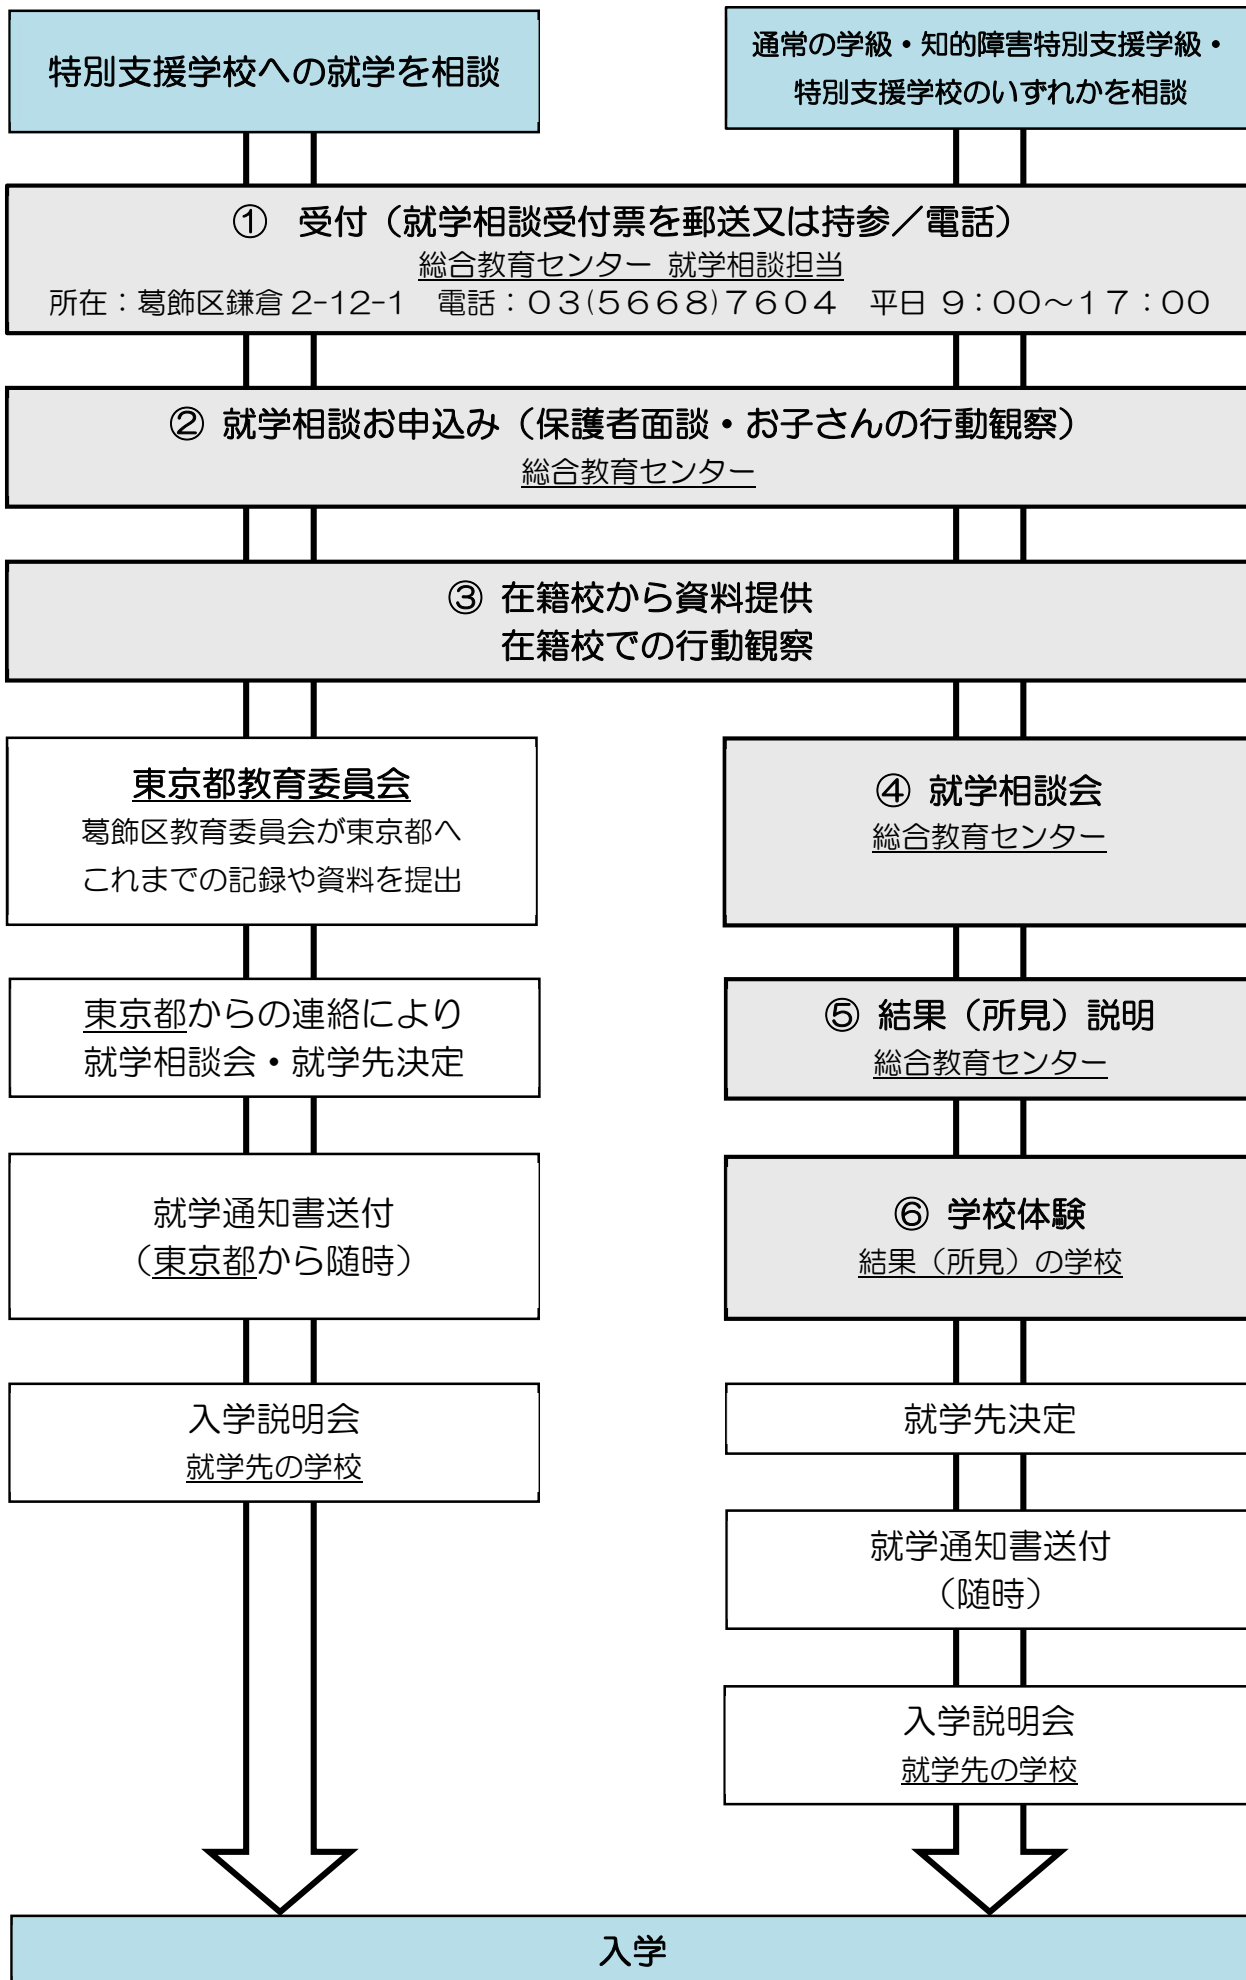 特別支援学校への就学を相談
通常の学級・知的障害特別支援学級・
特別支援学校のいずれかを相談
① 受付（就学相談受付票を郵送又は持参／電話）
総合教育センター 就学相談担当
所在：葛飾区鎌倉2-12-1 電話：０３(５６６８)７６０４ 平日 ９：００～１７：００
② 就学相談お申込み（保護者面談・お子さんの行動観察）
総合教育センター
③ 在籍校から資料提供
在籍校での行動観察
東京都教育委員会
葛飾区教育委員会が東京都へ
これまでの記録や資料を提出
東京都からの連絡により
就学相談会・就学先決定
就学通知書送付
（東京都から随時）
入学説明会
就学先の学校
④ 就学相談会
総合教育センター
⑤ 結果（所見）説明
総合教育センター
⑥ 学校体験
結果（所見）の学校
就学先決定
就学通知書送付
（随時）
入学説明会
就学先の学校
入学